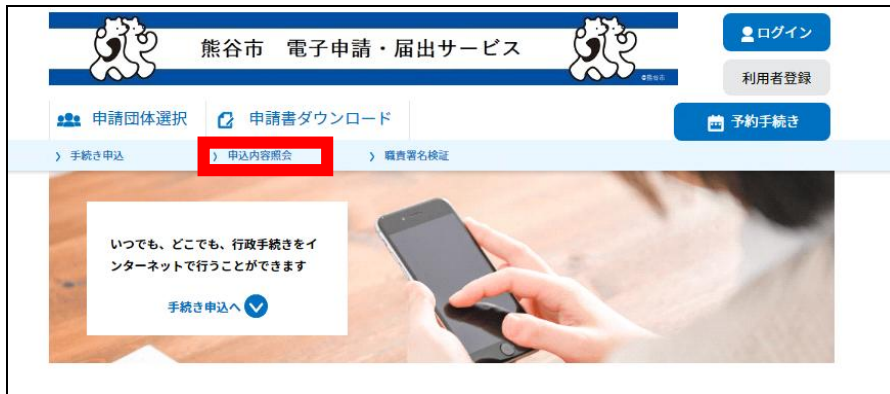 熊谷市 電子申請・届出サービス
ログイン
利用者登録
申請団体選択
申請書ダウンロード
予約手続き
手続き申込
申込内容照会
職責署名検証
いつでも、どこでも、行政手続きをイ
ンターネットで行うことができます
手続き申込へ